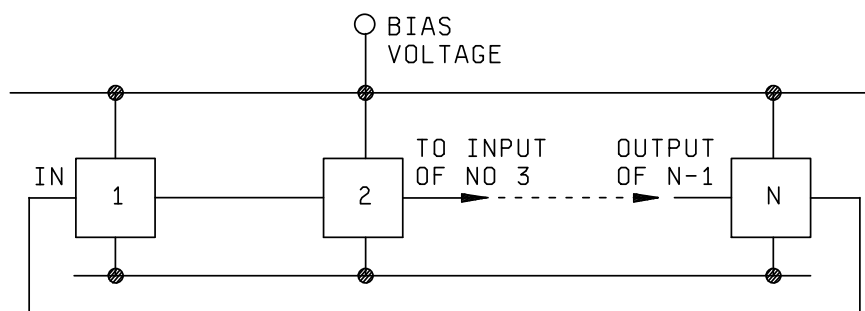 BIAS
VOLTAGE
TO INPUT
OF NO 3
OUTPUT
OF N-1
IN
1
2
N